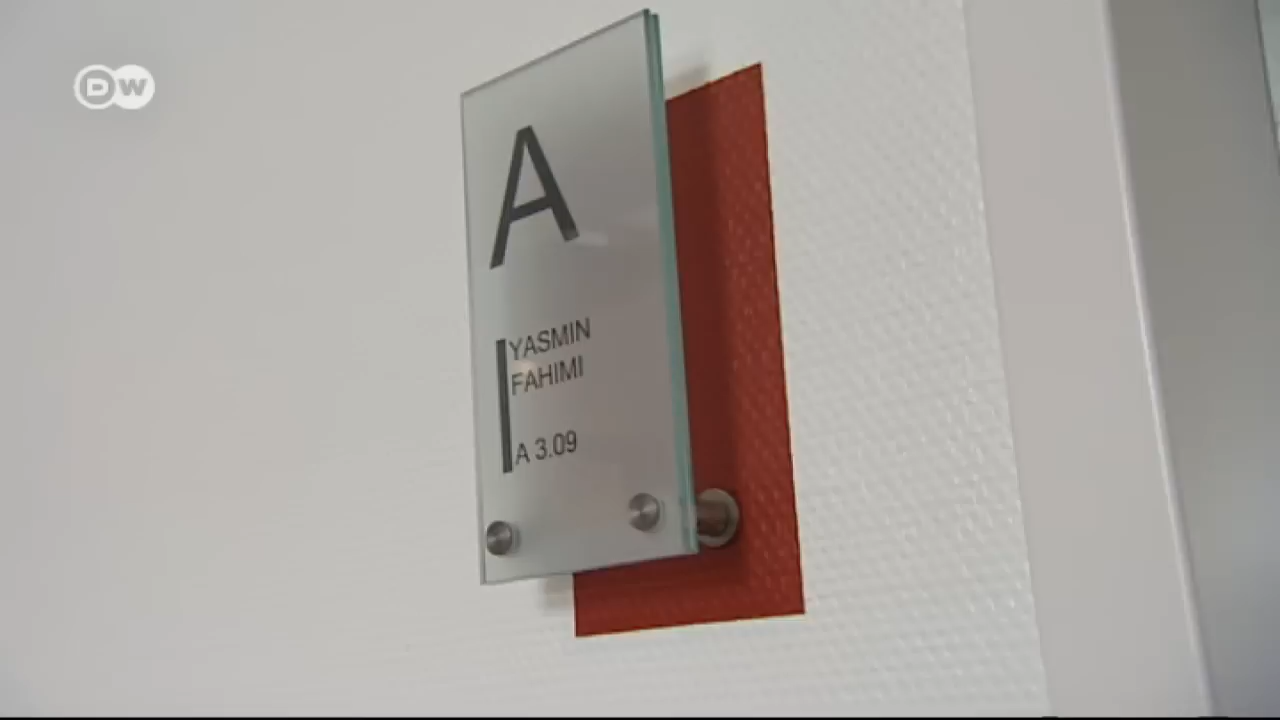 DW
A
YASMIN
FAHIMI
A 3.09